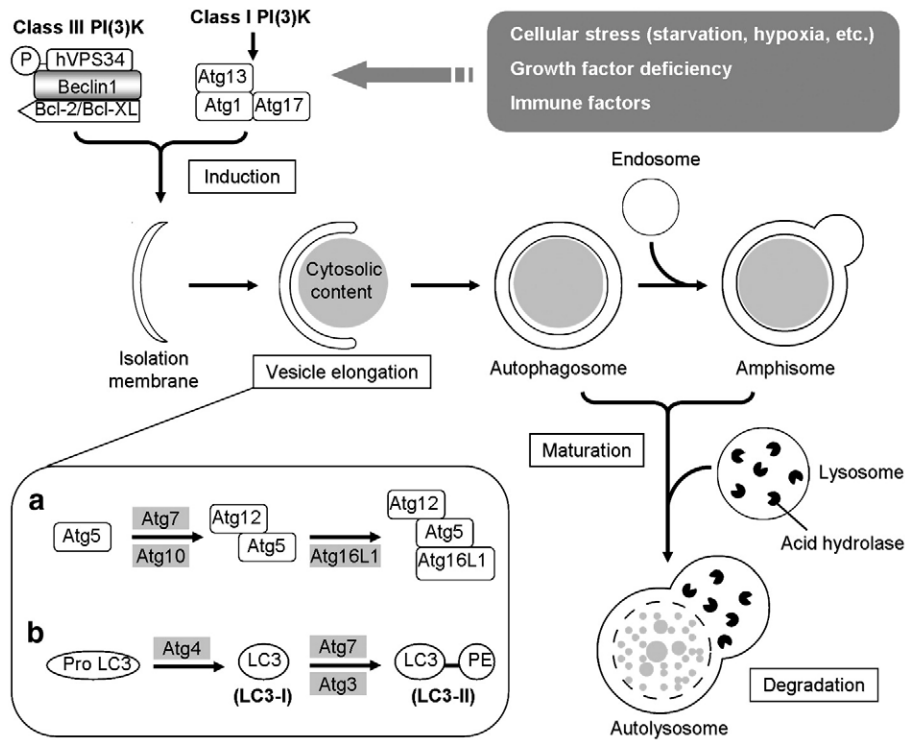 Class III PI(3)K
Class I PI(3)K
P
hVPS34
Beclin1
Bcl-2/Bcl-XL
Atg13
Atg1
Atg17
Cellular stress (starvation, hypoxia, etc.)
Growth factor deficiency
Immune factors
Induction
Endosome
Cytosolic
content
Isolation
membrane
Vesicle elongation
Autophagosome
Amphisome
Maturation
Lysosome
Acid hydrolase
a
Atg5
Atg7
Atg10
Atg12
Atg5
Atg16L1
Atg12
Atg5
Atg16L1
b
Pro LC3
Atg4
LC3
(LC3-I)
Atg7
Atg3
LC3
PE
(LC3-II)
Degradation
Autolysosome